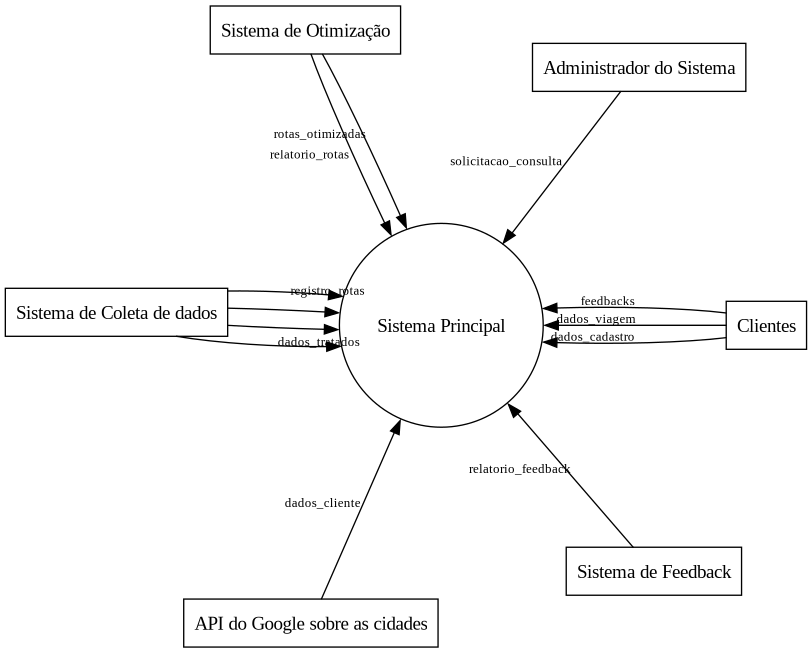 Sistema de Otimização
Administrador do Sistema
rotas_otimizadas
relatorio_rotas
solicitacao_consulta
registro_rotas
feedbacks
Sistema de Coleta de dados
dados_viagem
Clientes
Sistema Principal
dados_cadastro
dados_tratados
relatorio_feedback
dados_cliente
Sistema de Feedback
API do Google sobre as cidades